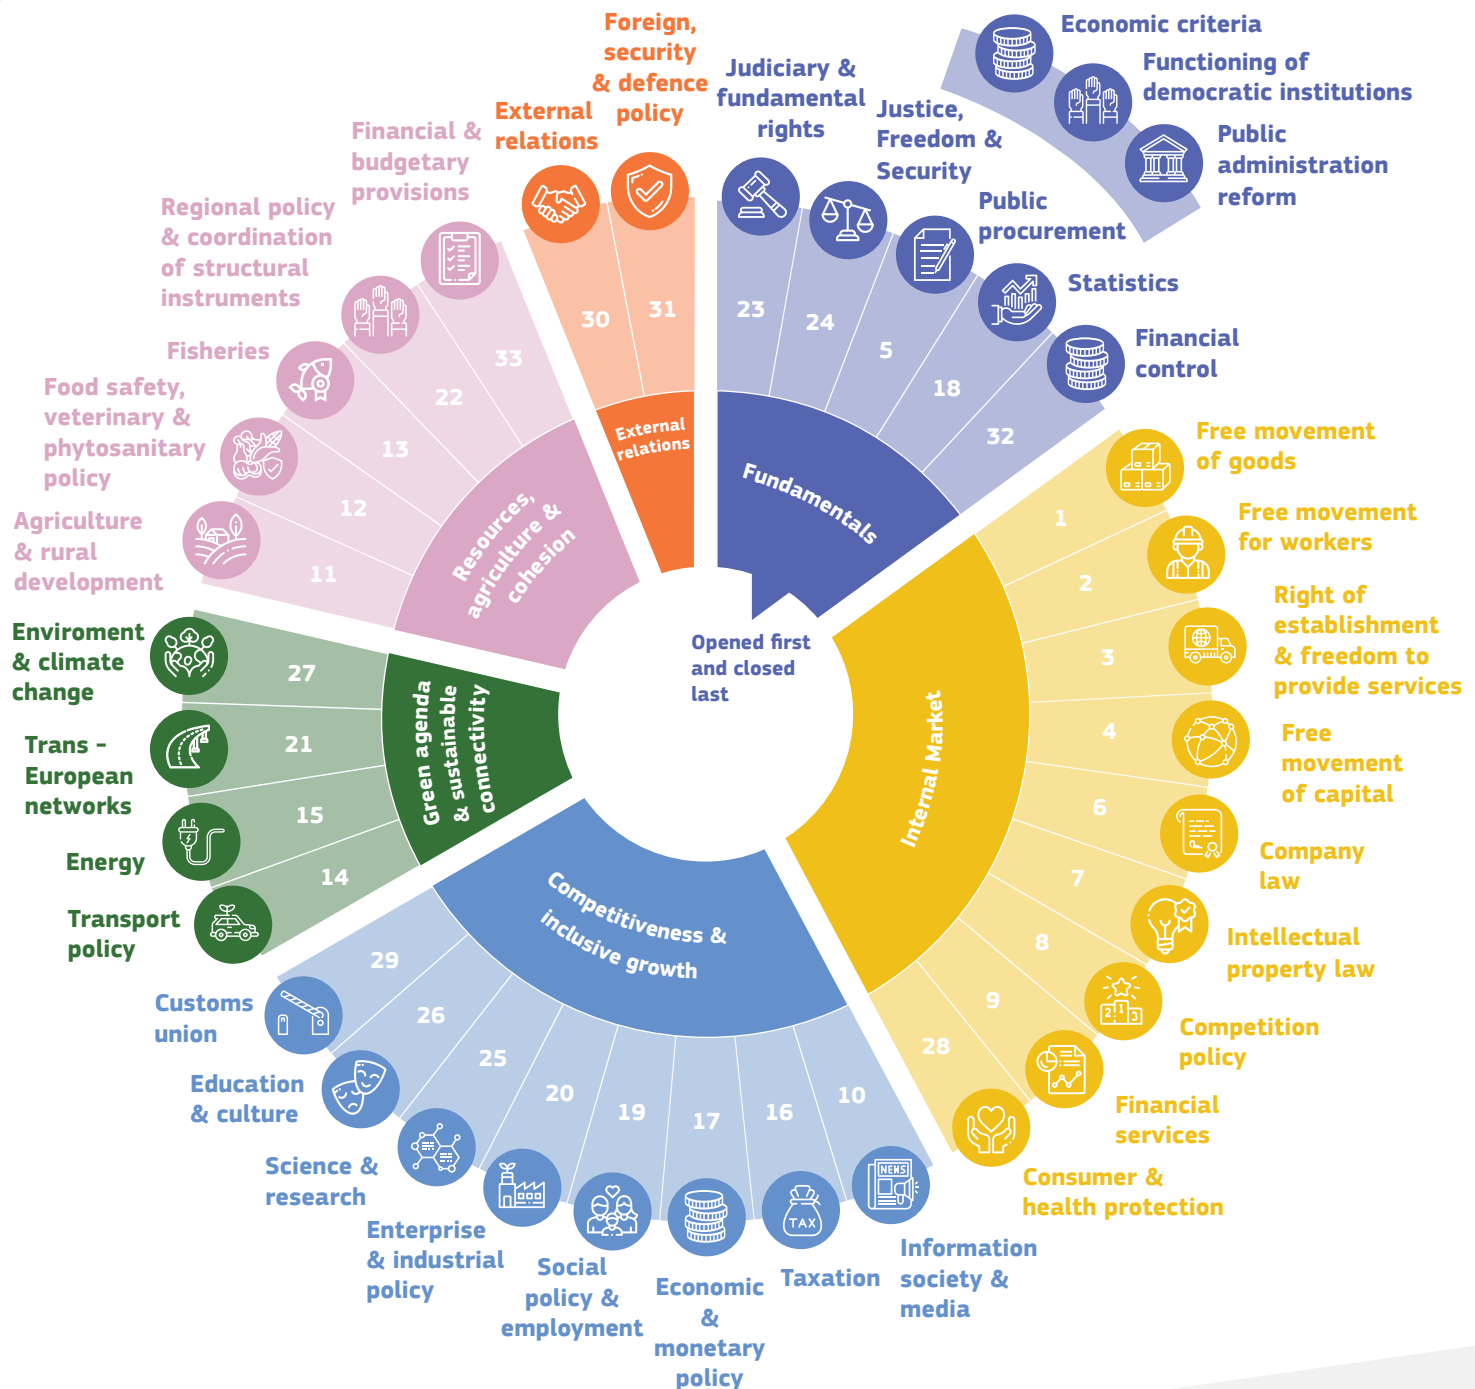 Economic criteria
Functioning of
democratic institutions
Public
administration
reform
Judiciary &
fundamental
rights
23
Justice,
Freedom &
Security
24
Public
procurement
5
Statistics
18
Financial
control
32
Fundamentals
Opened first
and closed
last
Free movement
of goods
1
Free movement
for workers
2
Right of
establishment
& freedom to
provide services
3
Free
movement
of capital
4
Company
law
6
Intellectual
property law
7
Competition
policy
8
Financial
services
9
Consumer &
health protection
28
Internal Market
Information
society &
media
NEWS
10
Taxation
TAX
16
Economic
&
monetary
policy
17
Social
policy &
employment
19
Enterprise
& industrial
policy
20
Science &
research
25
Education
& culture
26
Customs
union
29
Competitiveness &
inclusive growth
Transport
policy
14
Energy
15
Trans -
European
networks
21
Enviroment
& climate
change
27
Green agenda
& sustainable
connectivity
Agriculture
& rural
development
11
Food safety,
veterinary &
phytosanitary
policy
12
Fisheries
13
Regional policy
& coordination
of structural
instruments
22
Financial &
budgetary
provisions
33
Resources,
agriculture &
cohesion
External
relations
30
Foreign,
security
& defence
policy
31
External
relations
2
1
3